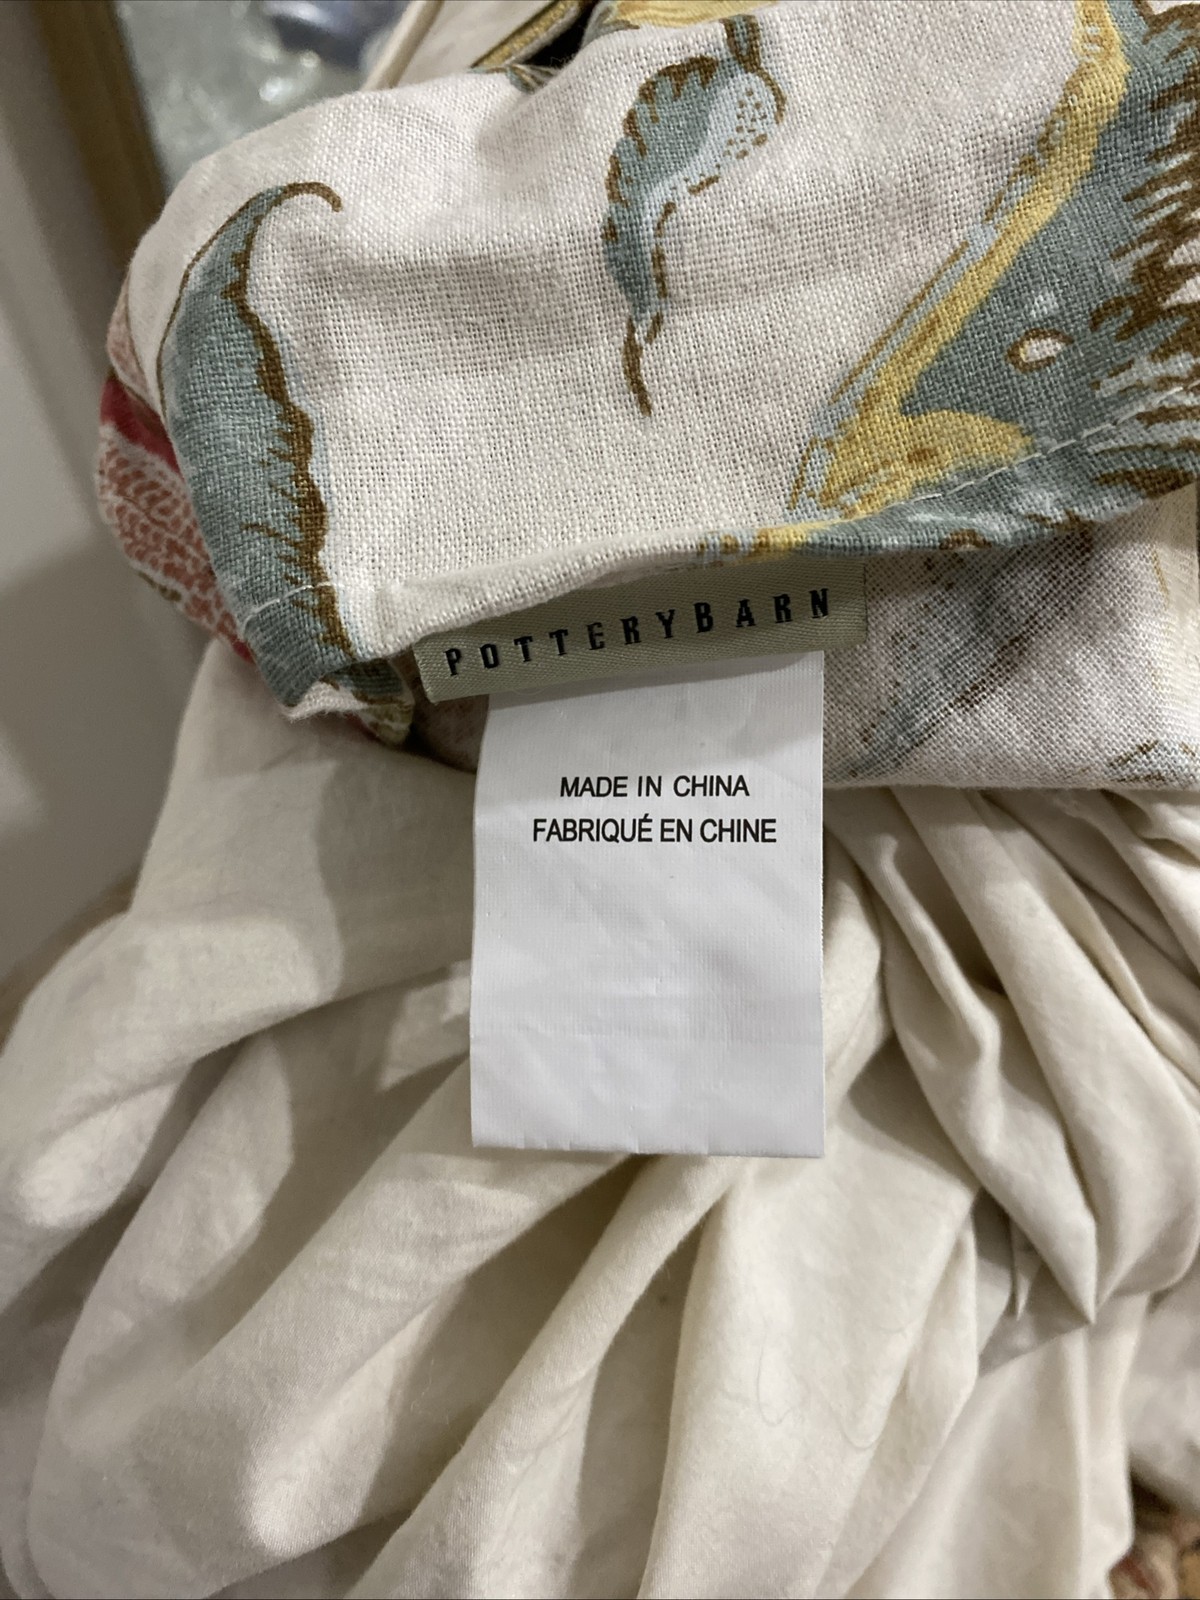 POTTERYBARN
MADE IN CHINA
FABRIQUÉ EN CHINE